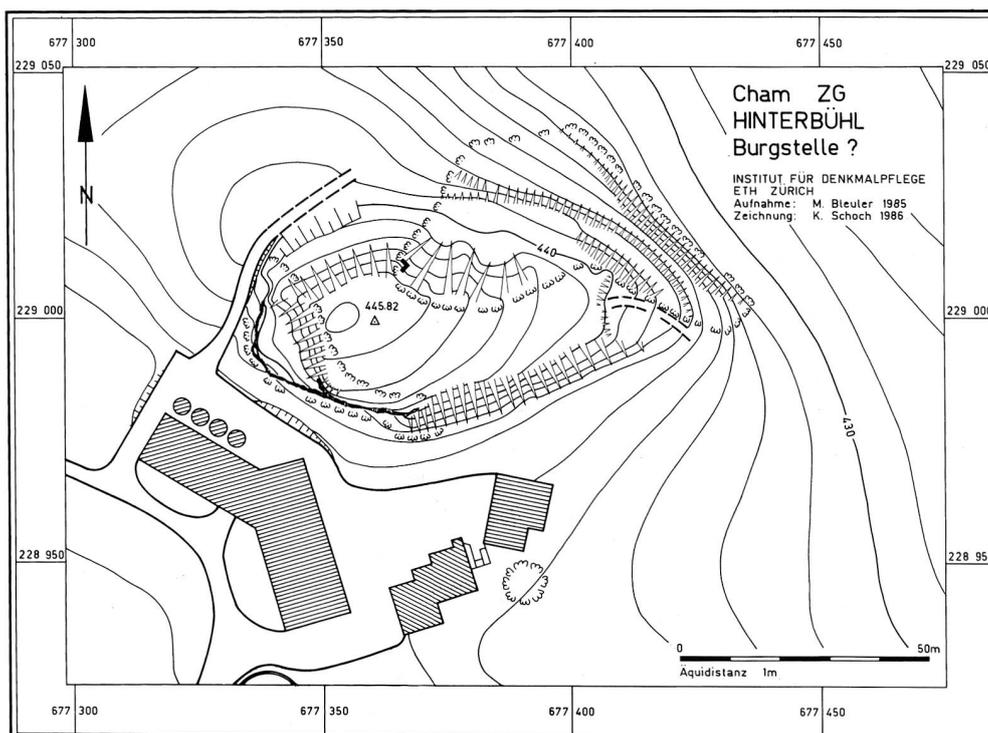 677 300
677 350
677 400
677 450
229 050
229 050
Cham ZG
HINTERBÜHL
Burgstelle ?
INSTITUT FÜR DENKMALPFLEGE
ETH ZÜRICH
Aufnahme: M. Bleuler 1985
Zeichnung: K. Schoch 1986
N
440
445.82
229 000
229 000
430
228 950
228 95
0
50m
Äquidistanz 1m
677 300
677 350
677 400
677 450